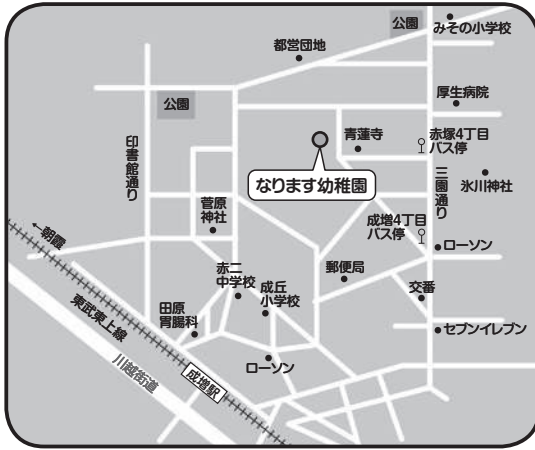 公園
みその小学校
都営団地
公園
厚生病院
印書館通り
青蓮寺
赤塚4丁目
バス停
なります幼稚園
三園通り
氷川神社
菅原
神社
成増4丁目
バス停
←朝霞
ローソン
郵便局
赤二
中学校
成丘
小学校
交番
東武東上線
田原
胃腸科
セブンイレブン
川越街道
成増駅
ローソン